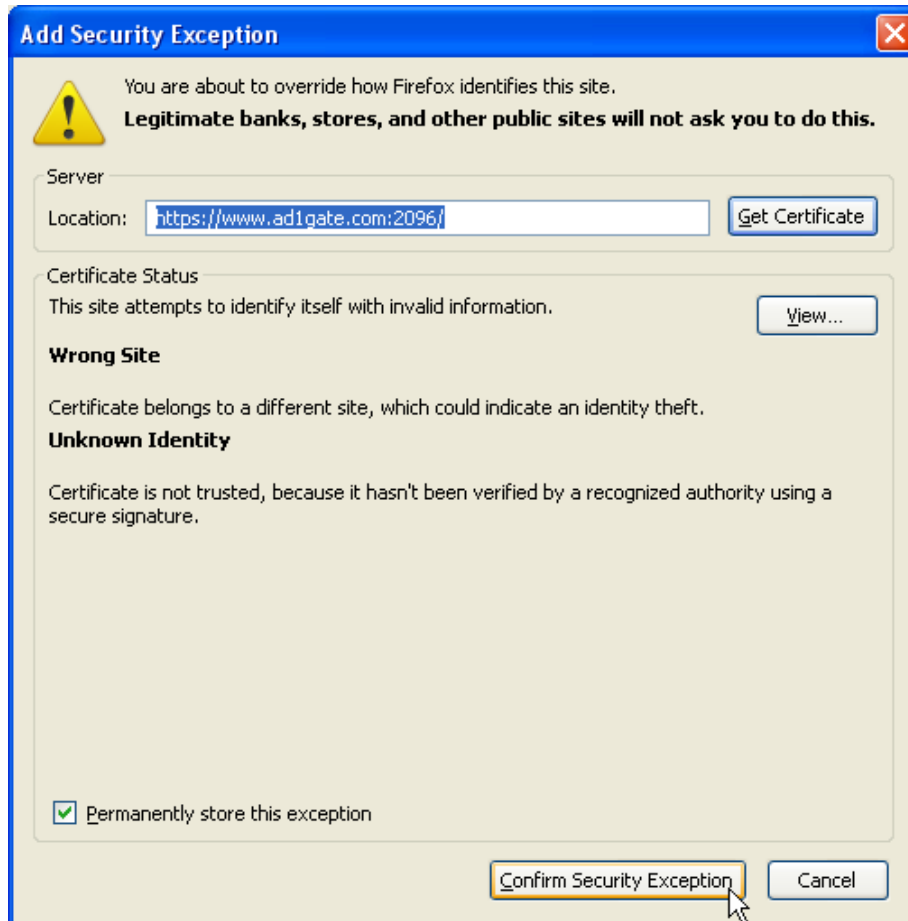 Add Security Exception
You are about to override how Firefox identifies this site.
Legitimate banks, stores, and other public sites will not ask you to do this.
Server
Location: https://www.ad1gate.com:2096/ Get Certificate
Certificate Status
This site attempts to identify itself with invalid information.
View...
Wrong Site
Certificate belongs to a different site, which could indicate an identity theft.
Unknown Identity
Certificate is not trusted, because it hasn't been verified by a recognized authority using a
secure signature.
Permanently store this exception
Confirm Security Exception Cancel